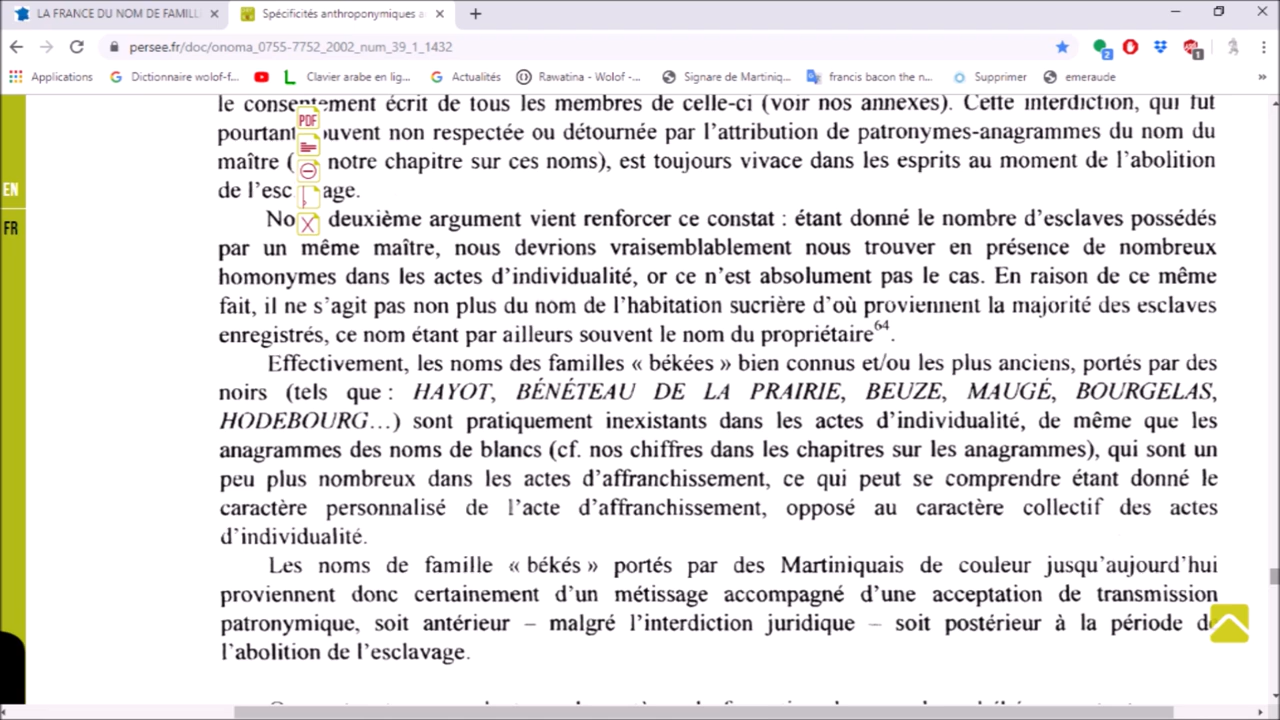 LA FRANCE DU NOM DE FAMILL
Spécificités anthroponymiques a
persee.fr/doc/onoma_0755-7752_2002_num_39_1_1432
2
1
Applications
Dictionnaire wolof-f...
Clavier arabe en lig...
Actualités
Rawatina - Wolof -...
Signare de Martiniq...
francis bacon the n...
Supprimer
emeraude
»
EN
FR
PDF
le consentement écrit de tous les membres de celle-ci (voir nos annexes). Cette interdiction, qui fut
pourtant ouvent non respectée ou détournée par l'attribution de patronymes-anagrammes du nom du
maître ( notre chapitre sur ces noms), est toujours vivace dans les esprits au moment de l'abolition
de l'esc age.
No deuxième argument vient renforcer ce constat : étant donné le nombre d'esclaves possédés
par un même maître, nous devrions vraisemblablement nous trouver en présence de nombreux
homonymes dans les actes d'individualité, or ce n'est absolument pas le cas. En raison de ce même
fait, il ne s'agit pas non plus du nom de l'habitation sucrière d'où proviennent la majorité des esclaves
enregistrés, ce nom étant par ailleurs souvent le nom du propriétaire64.
Effectivement, les noms des familles « békées » bien connus et/ou les plus anciens, portés par des
noirs (tels que : HAYOT, BÉNÉTEAU DE LA PRAIRIE, BEUZE, MAUGÉ, BOURGELAS,
HODEBOURG...) sont pratiquement inexistants dans les actes d'individualité, de même que les
anagrammes des noms de blancs (cf. nos chiffres dans les chapitres sur les anagrammes), qui sont un
peu plus nombreux dans les actes d'affranchissement, ce qui peut se comprendre étant donné le
caractère personnalisé de l'acte d'affranchissement, opposé au caractère collectif des actes
d'individualité.
Les noms de famille « békés » portés par des Martiniquais de couleur jusqu'aujourd'hui
proviennent donc certainement d'un métissage accompagné d'une acceptation de transmission
patronymique, soit antérieur – malgré l'interdiction juridique – soit postérieur à la période d
l'abolition de l'esclavage.